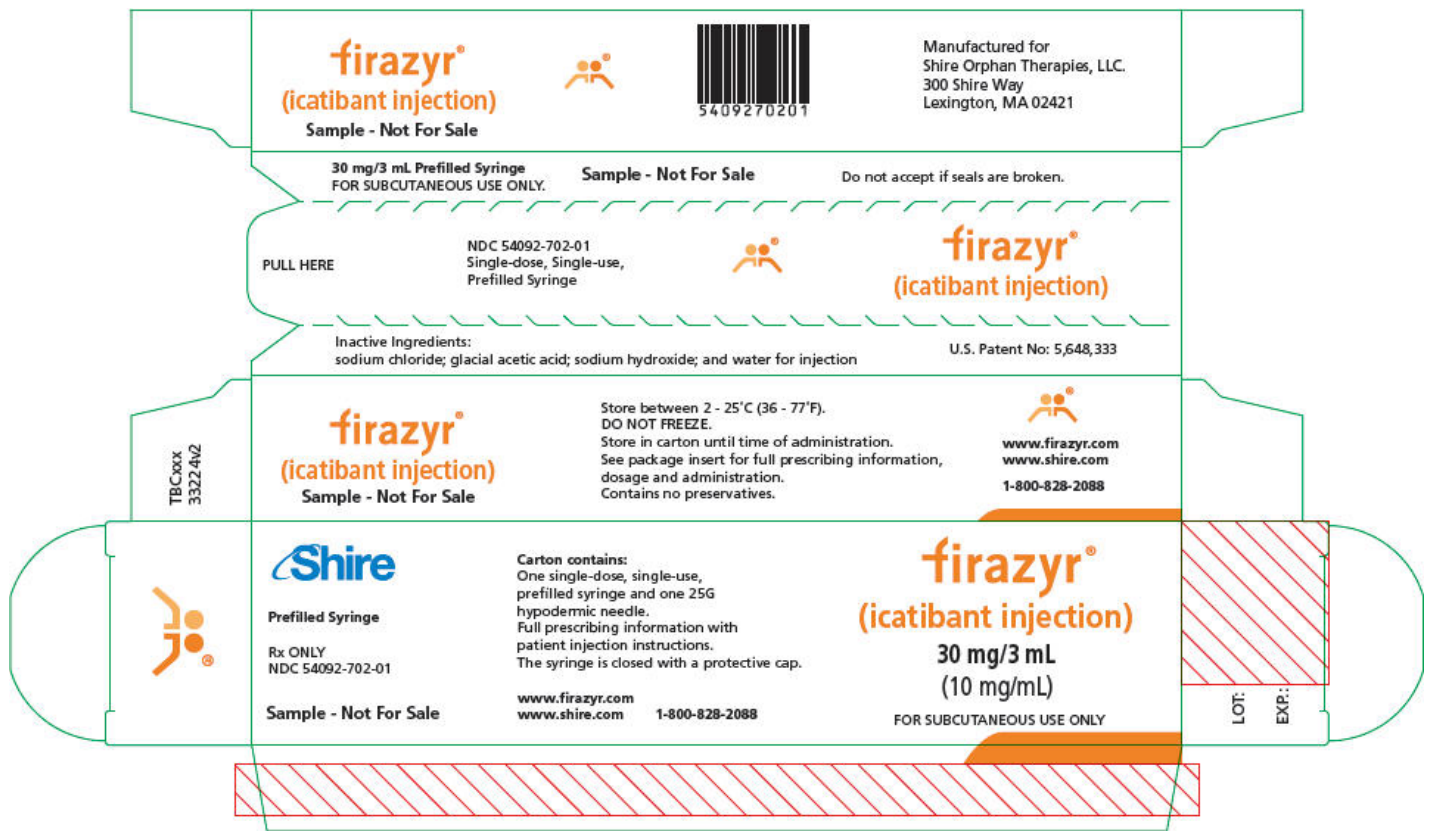 firazyr®
(icatibant injection)
Sample - Not For Sale
®
5409270201
Manufactured for
Shire Orphan Therapies, LLC.
300 Shire Way
Lexington, MA 02421
30 mg/3 mL Prefilled Syringe
FOR SUBCUTANEOUS USE ONLY.
Sample - Not For Sale
Do not accept if seals are broken.
PULL HERE
NDC 54092-702-01
Single-dose, Single-use,
Prefilled Syringe
®
firazyr®
(icatibant injection)
Inactive Ingredients:
sodium chloride; glacial acetic acid; sodium hydroxide; and water for injection
U.S. Patent No: 5,648,333
TBCxxx
33224v2
firazyr®
(icatibant injection)
Sample - Not For Sale
Store between 2 - 25˚C (36 - 77˚F).
DO NOT FREEZE.
Store in carton until time of administration.
See package insert for full prescribing information,
dosage and administration.
Contains no preservatives.
®
www.firazyr.com
www.shire.com
1-800-828-2088
®
Shire
Prefilled Syringe
Rx ONLY
NDC 54092-702-01
Sample - Not For Sale
Carton contains:
One single-dose, single-use,
prefilled syringe and one 25G
hypodermic needle.
Full prescribing information with
patient injection instructions.
The syringe is closed with a protective cap.
www.firazyr.com
www.shire.com 1-800-828-2088
firazyr®
(icatibant injection)
30 mg/3 mL
(10 mg/mL)
FOR SUBCUTANEOUS USE ONLY
LOT:
EXP.: